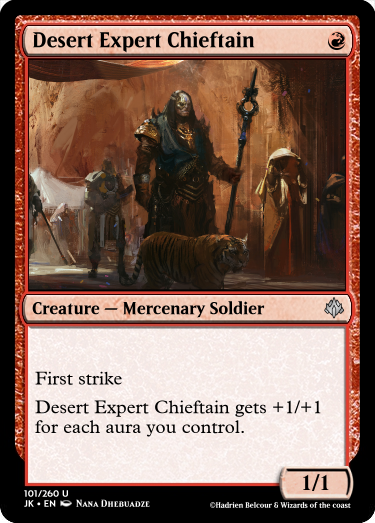 Desert Expert Chieftain
Creature — Mercenary Soldier
First strike
Desert Expert Chieftain gets +1/+1
for each aura you control.
1/1
101/260 U
JK • EN Nana Dhebuadze
©Hadrien Belcour & Wizards of the coast